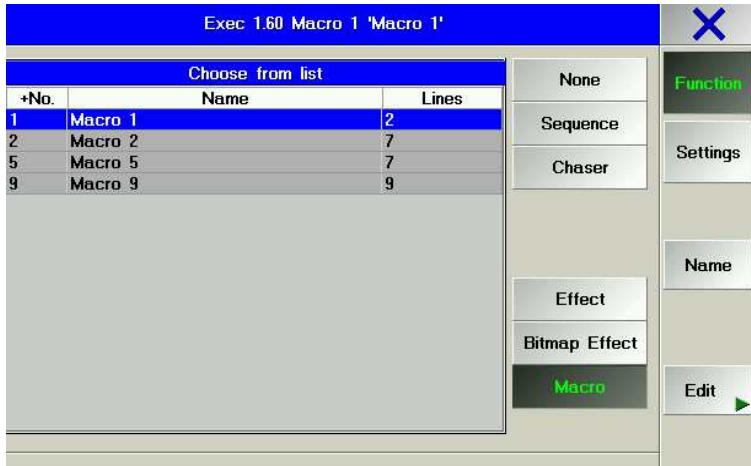 Exec 1.60 Macro 1 'Macro 1'
Choose from list
+No. Name Lines
1 Macro 1 2
2 Macro 2 7
5 Macro 5 7
9 Macro 9 9
None
Sequence
Chaser
Effect
Bitmap Effect
Macro
Function
Settings
Name
Edit